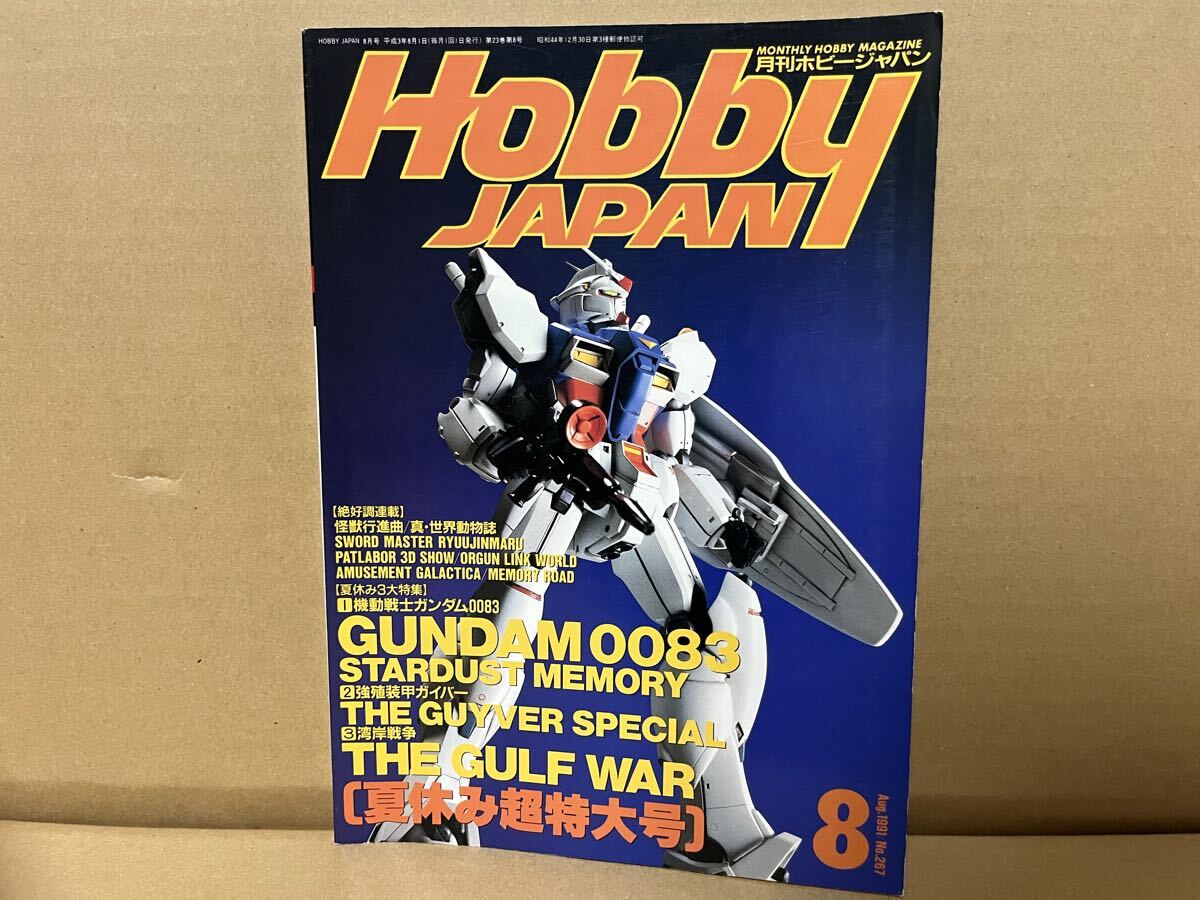 HOBBY JAPAN 8月号 平成3年8月1日(毎月1回1日発行) 第23巻第8号 昭和44年12月30日第3種郵便物認可
MONTHLY HOBBY MAGAZINE
月刊ホビージャパン
Hobby
JAPAN
【絶好調連載】
怪獣行進曲/真・世界動物誌
SWORD MASTER RYUUJINMARU
PATLABOR 3D SHOW/ORGUN LINK WORLD
AMUSEMENT GALACTICA/MEMORY ROAD
【夏休み3大特集】
1機動戦士ガンダム0083
GUNDAM 0083
STARDUST MEMORY
2強殖装甲ガイバー
THE GUYVER SPECIAL
3湾岸戦争
THE GULF WAR
〔夏休み超特大号〕
8
Aug.1991/No.267